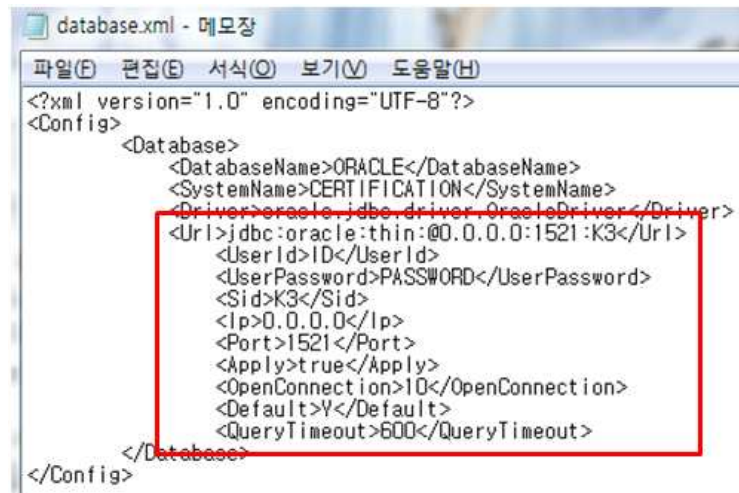 database.xml - 메모장
파일(F) 편집(E) 서식(O) 보기(V) 도움말(H)
<?xml version="1.0" encoding="UTF-8"?>
<Config>
<Database>
<DatabaseName>ORACLE</DatabaseName>
<SystemName>CERTIFICATION</SystemName>
<Driver>oracle.jdbc.driver.OracleDriver</Driver>
<Url>jdbc:oracle:thin:@0.0.0.0:1521:K3</Url>
<UserId>ID</UserId>
<UserPassword>PASSWORD</UserPassword>
<Sid>K3</Sid>
<Ip>0.0.0.0</Ip>
<Port>1521</Port>
<Apply>true</Apply>
<OpenConnection>10</OpenConnection>
<Default>Y</Default>
<QueryTimeout>600</QueryTimeout>
</Database>
</Config>